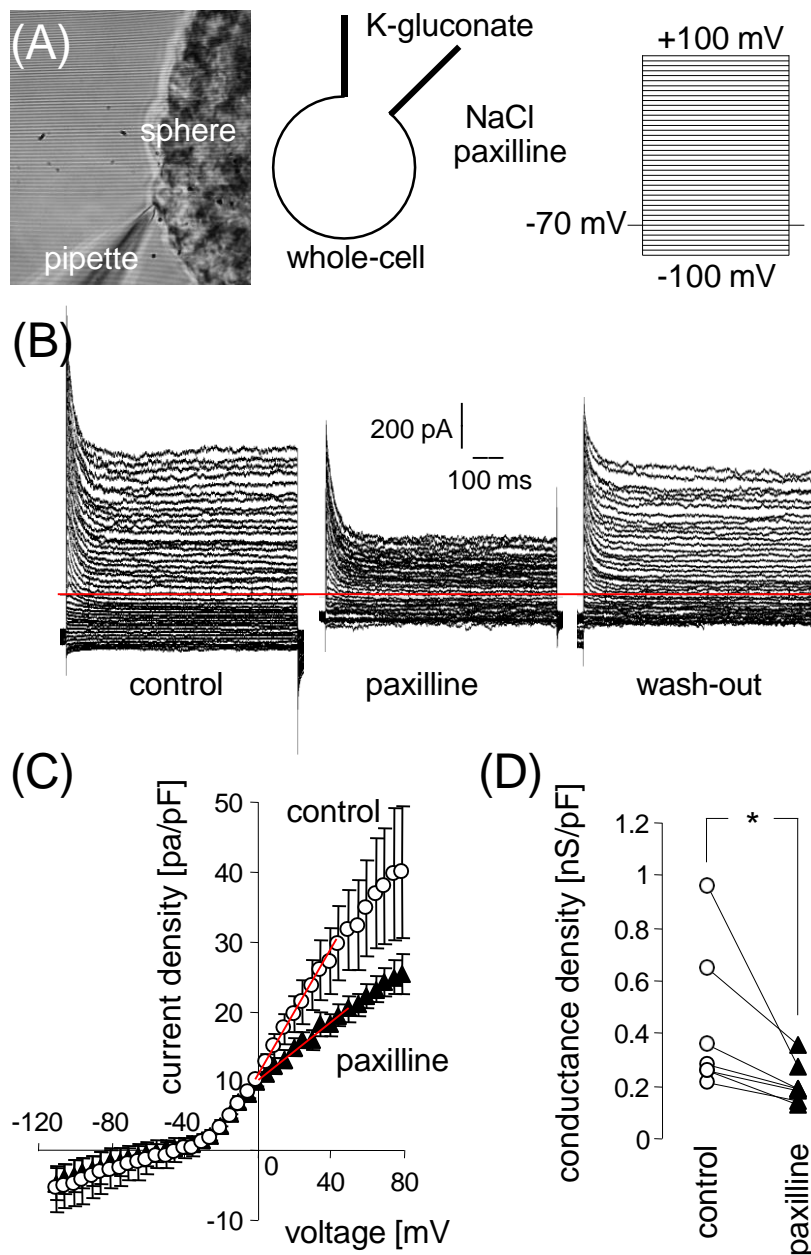 (A)
sphere
pipette
K-gluconate
NaCl
paxilline
whole-cell
+100 mV
-70 mV
-100 mV
(B)
200 pA
100 ms
control
paxilline
wash-out
(C)
current density [pa/pF]
50
40
30
20
10
-10
-120
-80
-40
0
40
80
control
paxilline
voltage [mV
(D)
conductance density [nS/pF]
1.2
1
0.8
0.6
0.4
0.2
0
*
control
paxilline